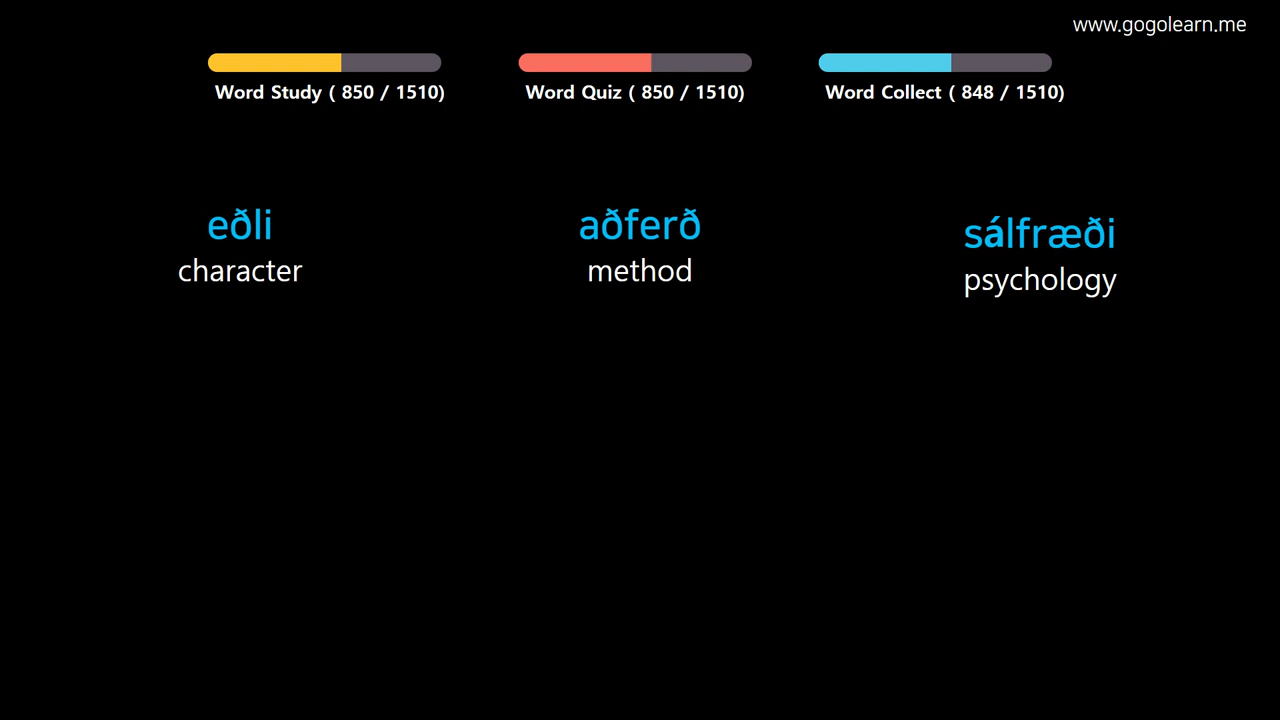 www.gogolearn.me
Word Study ( 850 / 1510)
Word Quiz ( 850 / 1510)
Word Collect ( 848 / 1510)
eðli
character
aðferð
method
sálfræði
psychology